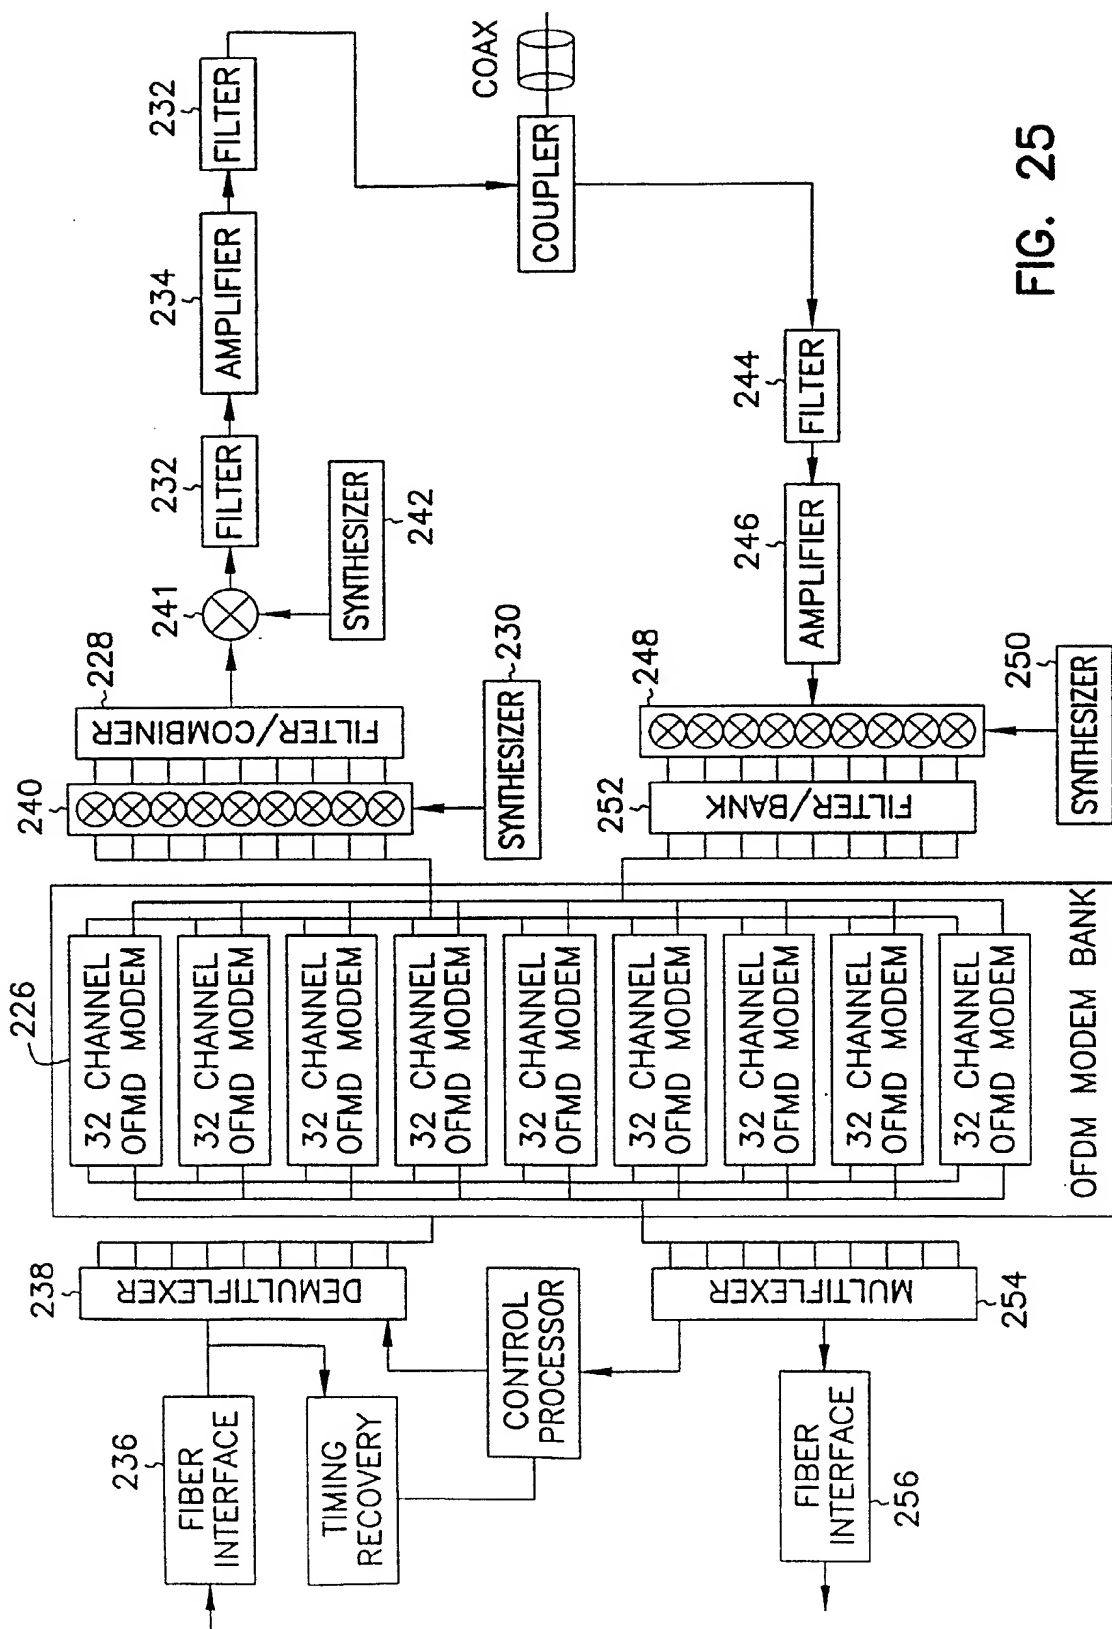 236
FIBER
INTERFACE
TIMING
RECOVERY
238
DEMULTIFLEXER
CONTROL
PROCESSOR
MULTIFLEXER
254
FIBER
INTERFACE
256
226
32 CHANNEL
OFMD MODEM
32 CHANNEL
OFMD MODEM
32 CHANNEL
OFMD MODEM
32 CHANNEL
OFMD MODEM
32 CHANNEL
OFMD MODEM
32 CHANNEL
OFMD MODEM
32 CHANNEL
OFMD MODEM
32 CHANNEL
OFMD MODEM
32 CHANNEL
OFMD MODEM
OFDM MODEM BANK
240
228
FILTER/COMBINER
SYNTHESIZER
230
241
SYNTHESIZER
242
232
FILTER
234
AMPLIFIER
232
FILTER
COUPLER
COAX
244
FILTER
246
AMPLIFIER
248
252
FILTER/BANK
250
SYNTHESIZER
FIG. 25